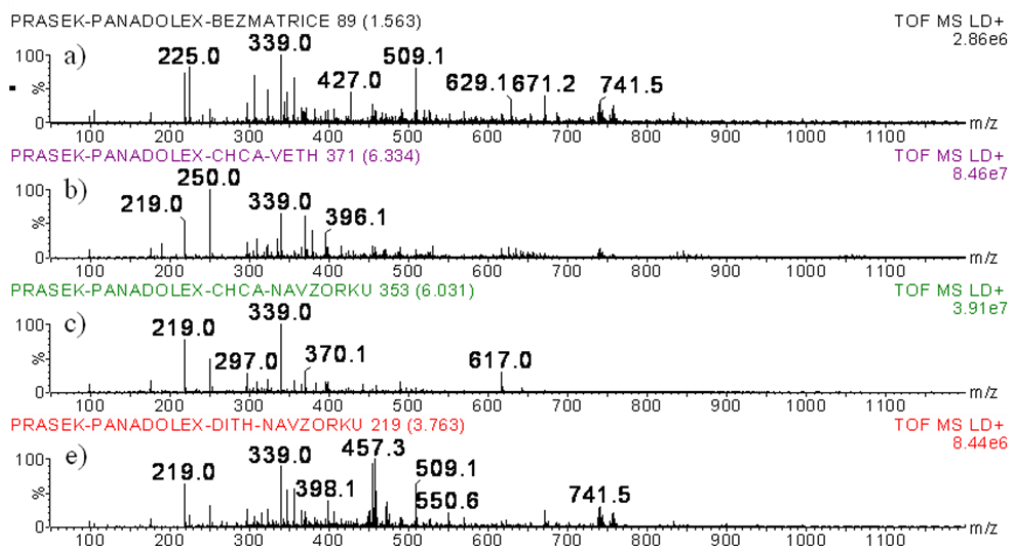 PRASEK-PANADOLEX-BEZMATRICE 89 (1.563) TOF MS LD+
2.86e6
a) 225.0 339.0 427.0 509.1 629.1 671.2 741.5
100
%
0
100 200 300 400 500 600 700 800 900 1000 1100 m/z
PRASEK-PANADOLEX-CHCA-VETH 371 (6.334) TOF MS LD+
8.46e7
b) 219.0 250.0 339.0 396.1
100
%
0
100 200 300 400 500 600 700 800 900 1000 1100 m/z
PRASEK-PANADOLEX-CHCA-NAVZORKU 353 (6.031) TOF MS LD+
3.91e7
c) 219.0 297.0 339.0 370.1 617.0
100
%
0
100 200 300 400 500 600 700 800 900 1000 1100 m/z
PRASEK-PANADOLEX-DITH-NAVZORKU 219 (3.763) TOF MS LD+
8.44e6
e) 219.0 339.0 398.1 457.3 509.1 550.6 741.5
100
%
0
100 200 300 400 500 600 700 800 900 1000 1100 m/z